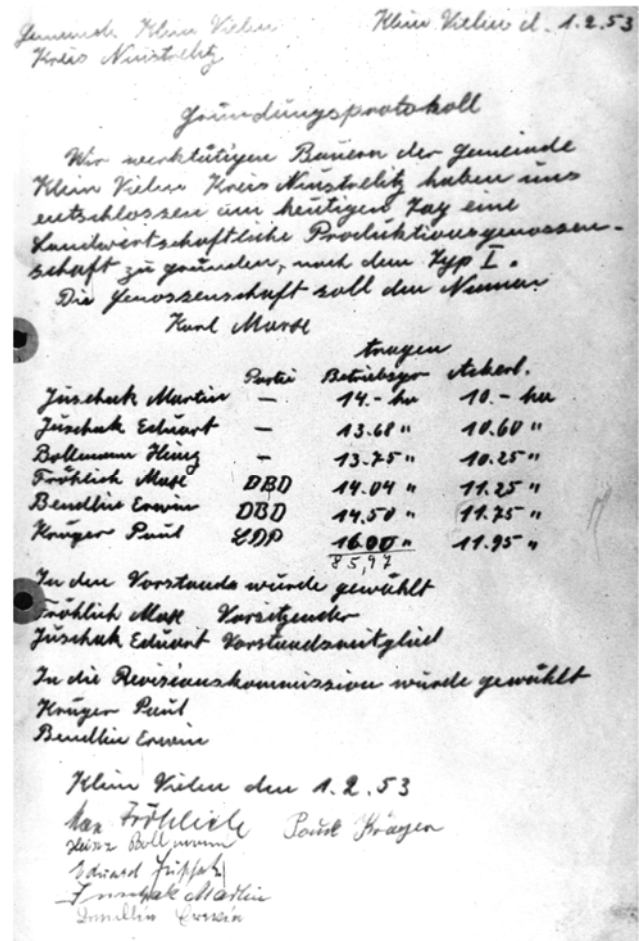 Gemeinde Klein Vielen Klein Vielen d. 1.2.53
Kreis Neustrelitz
Gründungsprotokoll
Wir werktätigen Bauern der Gemeinde
Klein Vielen Kreis Neustrelitz haben uns
entschlossen am heutigen Tag eine
Landwirtschaftliche Produktionsgenossen-
schaft zu gründen, nach dem Typ I.
Die Genossenschaft soll den Namen
Karl Marx
tragen
Partei Betriebsgr Ackerl.
Juschak Martin — 14.- ha 10.- ha
Juschak Eduart — 13.68 " 10.60 "
Bollmann Heinz — 13.75 " 10.25 "
Fröhlich Max DBD 14.04 " 11.25 "
Bendlin Erwin DBD 14.50 " 11.75 "
Krüger Paul LDP 16.00 " 11.95 "
85,97
In den Vorstands wurde gewählt
Fröhlich Max Vorsitzender
Juschak Eduart Vorstandsmitglied
In die Revisionskommission wurde gewählt
Krüger Paul
Bendlin Erwin
Klein Vielen den 1.2.53
Max Fröhlich Paul Krüger
Heinz Bollmann
Eduard Juschak
Juschak Martin
Bendlin Erwin